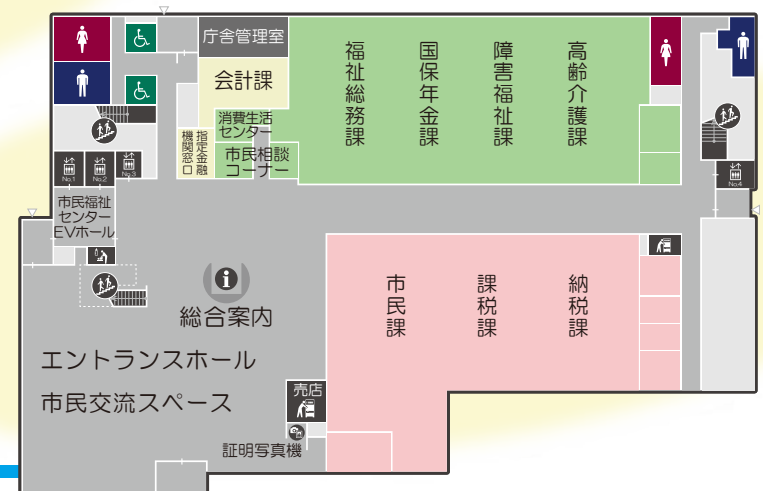 庁舎管理室
会計課
消費生活
センター
市民相談
コーナー
指定金融
機関窓口
福祉総務課
国保年金課
障害福祉課
高齢介護課
No.1
No.2
No.3
No.4
市民福祉
センター
EVホール
i
総合案内
エントランスホール
市民交流スペース
売店
証明写真機
市民課
課税課
納税課